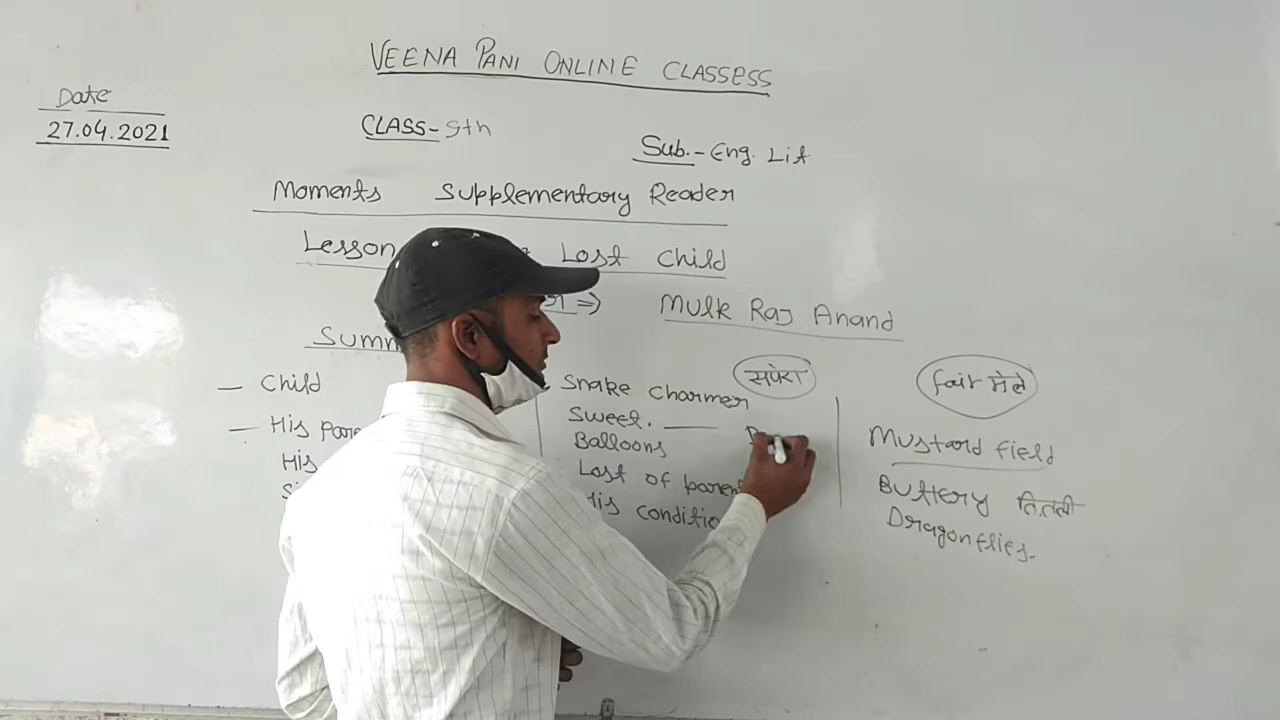 VEENA PANI ONLINE CLASSESS
Date
27.04.2021
CLASS-9th
Sub.- Eng. Lit
Moments Supplementary Reader
Lesson Lost Child
=> Mulk Raj Anand
- Child
- His
His
Snake charmer सपेरा
Sweet. —
Balloons
Lost of
His
fair मेले
Mustard field
Buttery तितली
Dragonflies.